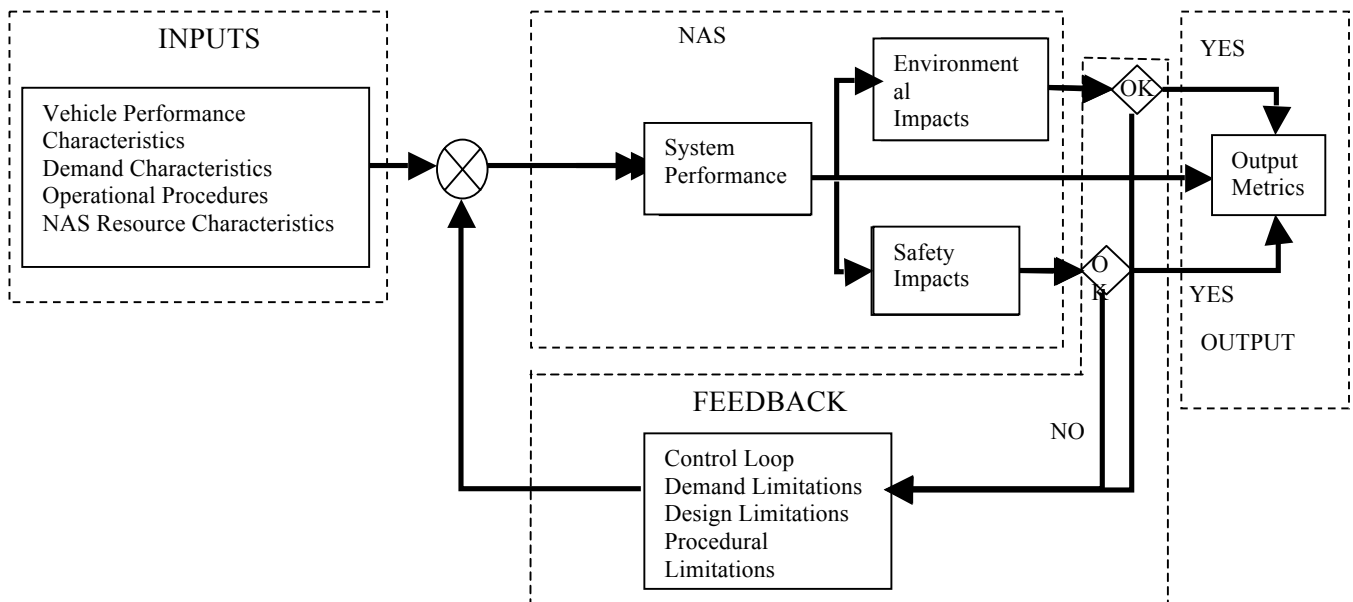 INPUTS
Vehicle Performance
Characteristics
Demand Characteristics
Operational Procedures
NAS Resource Characteristics
NAS
System
Performance
Environment
al
Impacts
Safety
Impacts
OK
O
K
YES
Output
Metrics
YES
OUTPUT
FEEDBACK
NO
Control Loop
Demand Limitations
Design Limitations
Procedural
Limitations